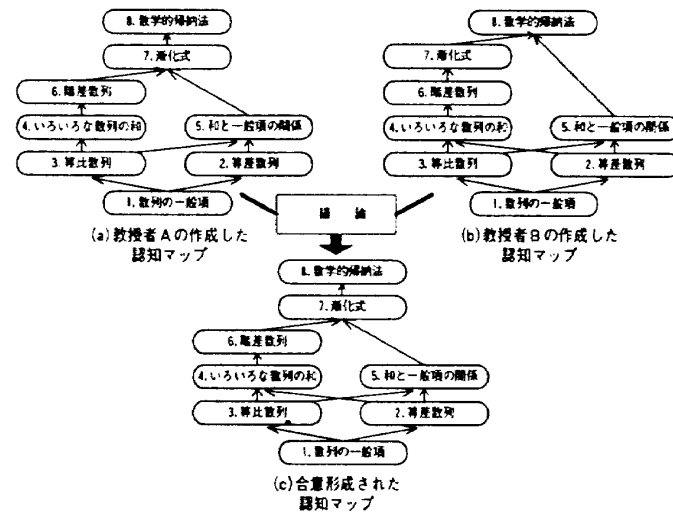 8. 数学的帰納法
7. 漸化式
6. 階差数列
4. いろいろな数列の和
5. 和と一般項の関係
3. 等比数列
2. 等差数列
1. 数列の一般項
(a) 教授者Aの作成した
認知マップ
8. 数学的帰納法
7. 漸化式
6. 階差数列
4. いろいろな数列の和
5. 和と一般項の関係
3. 等比数列
2. 等差数列
1. 数列の一般項
(b) 教授者Bの作成した
認知マップ
議 論
8. 数学的帰納法
7. 漸化式
6. 階差数列
4. いろいろな数列の和
5. 和と一般項の関係
3. 等比数列
2. 等差数列
1. 数列の一般項
(c) 合意形成された
認知マップ